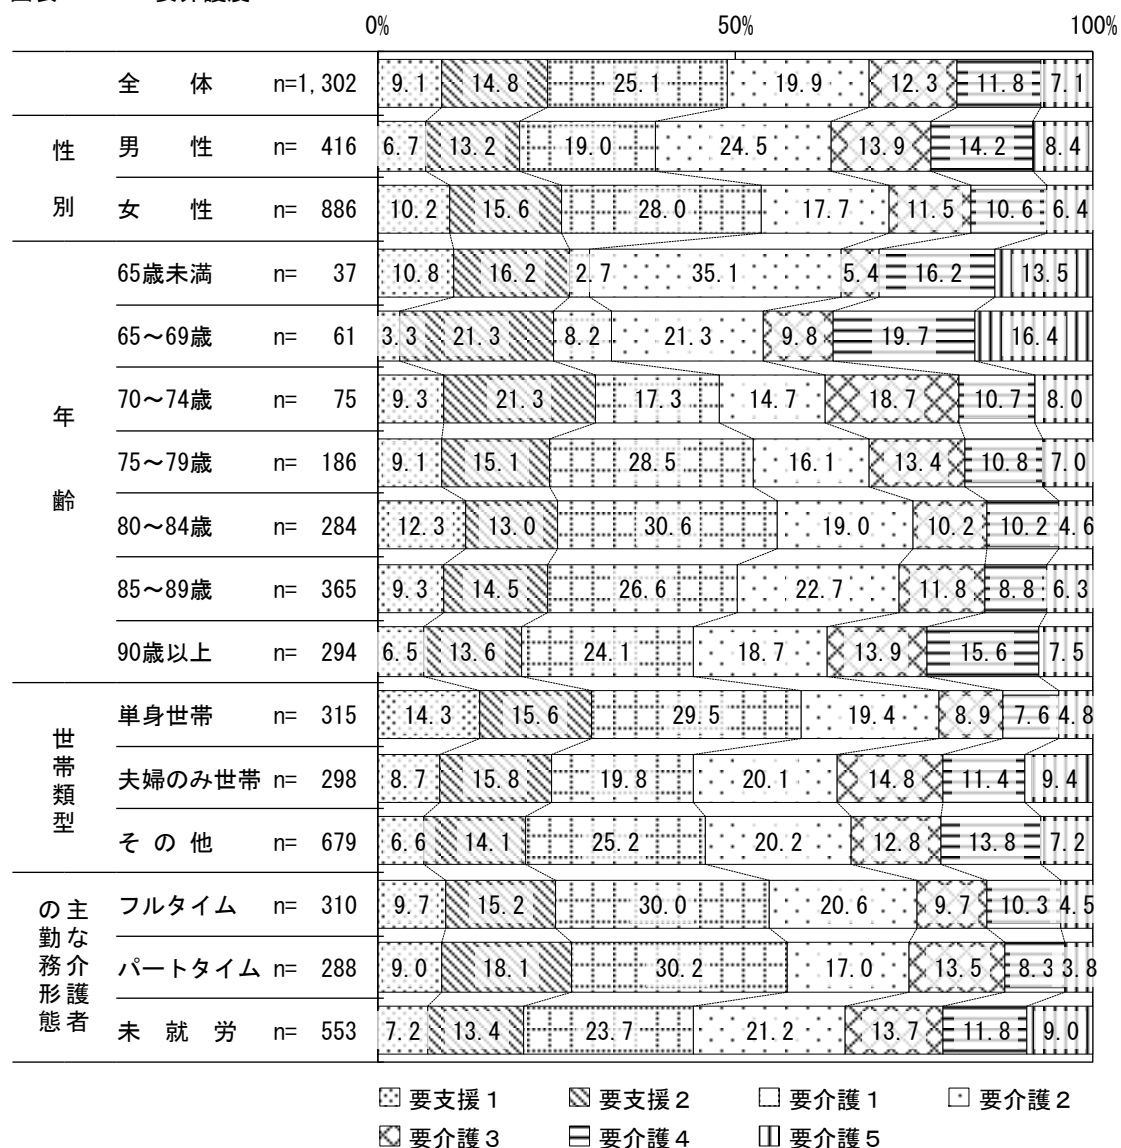 0% 50% 100%
全 体 n=1,302 9.1 14.8 25.1 19.9 12.3 11.8 7.1
性別
男 性 n= 416 6.7 13.2 19.0 24.5 13.9 14.2 8.4
女 性 n= 886 10.2 15.6 28.0 17.7 11.5 10.6 6.4
年齢
65歳未満 n= 37 10.8 16.2 2.7 35.1 5.4 16.2 13.5
65～69歳 n= 61 3.3 21.3 8.2 21.3 9.8 19.7 16.4
70～74歳 n= 75 9.3 21.3 17.3 14.7 18.7 10.7 8.0
75～79歳 n= 186 9.1 15.1 28.5 16.1 13.4 10.8 7.0
80～84歳 n= 284 12.3 13.0 30.6 19.0 10.2 10.2 4.6
85～89歳 n= 365 9.3 14.5 26.6 22.7 11.8 8.8 6.3
90歳以上 n= 294 6.5 13.6 24.1 18.7 13.9 15.6 7.5
世帯類型
単身世帯 n= 315 14.3 15.6 29.5 19.4 8.9 7.6 4.8
夫婦のみ世帯 n= 298 8.7 15.8 19.8 20.1 14.8 11.4 9.4
そ の 他 n= 679 6.6 14.1 25.2 20.2 12.8 13.8 7.2
主な介護者の勤務形態
フルタイム n= 310 9.7 15.2 30.0 20.6 9.7 10.3 4.5
パートタイム n= 288 9.0 18.1 30.2 17.0 13.5 8.3 3.8
未 就 労 n= 553 7.2 13.4 23.7 21.2 13.7 11.8 9.0
要支援１ 要支援２ 要介護１ 要介護２
要介護３ 要介護４ 要介護５